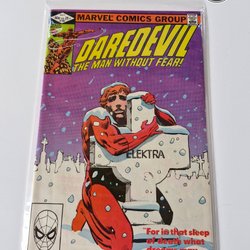 MARVEL COMICS GROUP
DAREDEVIL
THE MAN WITHOUT FEAR!
ELEKTRA
"For in that sleep
of death what